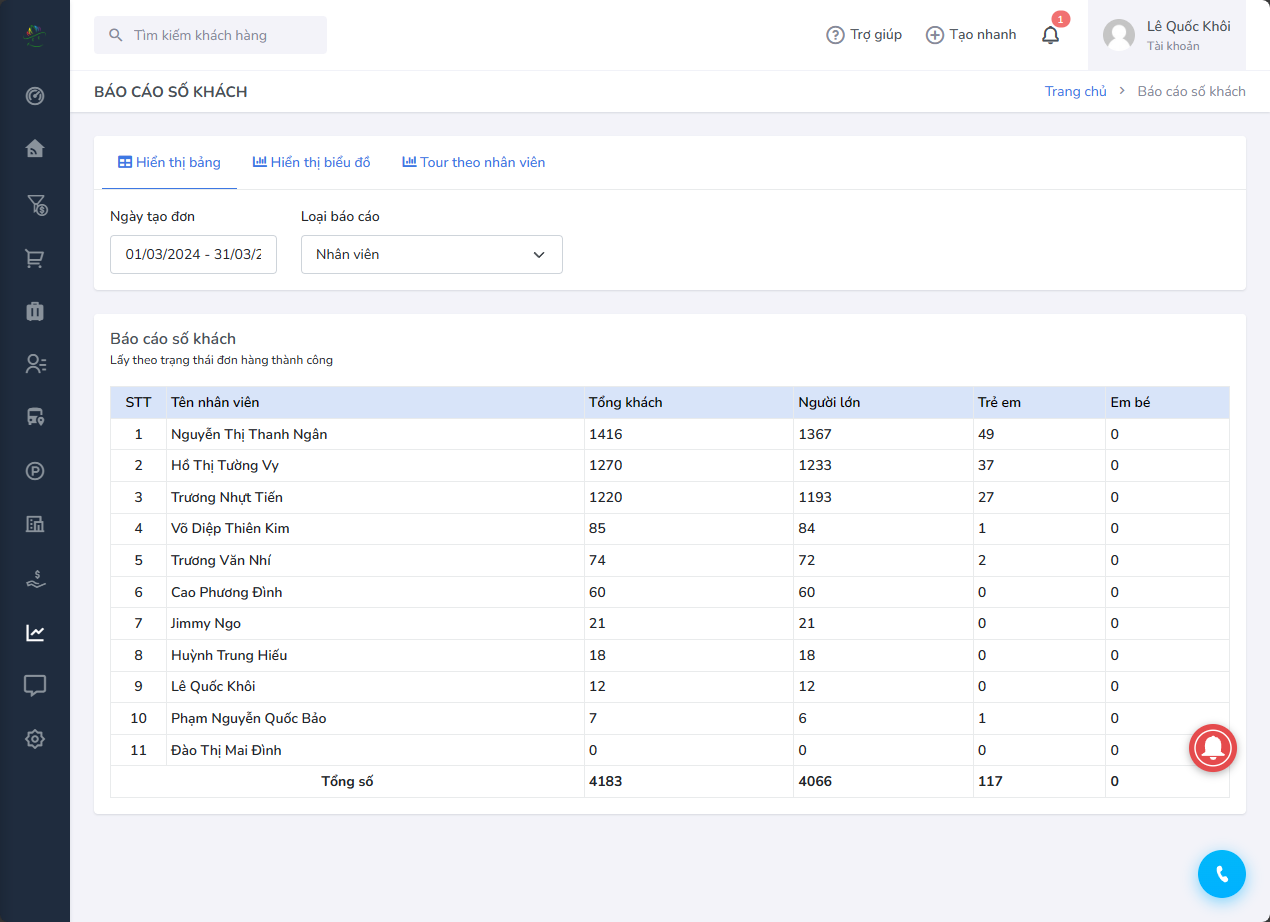 Tìm kiếm khách hàng
Trợ giúp
Tạo nhanh
1
Lê Quốc Khôi
Tài khoản
BÁO CÁO SỐ KHÁCH
Trang chủ > Báo cáo số khách
Hiển thị bảng
Hiển thị biểu đồ
Tour theo nhân viên
Ngày tạo đơn
Loại báo cáo
01/03/2024 - 31/03/2
Nhân viên
Báo cáo số khách
Lấy theo trạng thái đơn hàng thành công
STT Tên nhân viên Tổng khách Người lớn Trẻ em Em bé
1 Nguyễn Thị Thanh Ngân 1416 1367 49 0
2 Hồ Thị Tường Vy 1270 1233 37 0
3 Trương Nhựt Tiến 1220 1193 27 0
4 Võ Diệp Thiên Kim 85 84 1 0
5 Trương Văn Nhí 74 72 2 0
6 Cao Phương Đình 60 60 0 0
7 Jimmy Ngo 21 21 0 0
8 Huỳnh Trung Hiếu 18 18 0 0
9 Lê Quốc Khôi 12 12 0 0
10 Phạm Nguyễn Quốc Bảo 7 6 1 0
11 Đào Thị Mai Đình 0 0 0 0
Tổng số 4183 4066 117 0